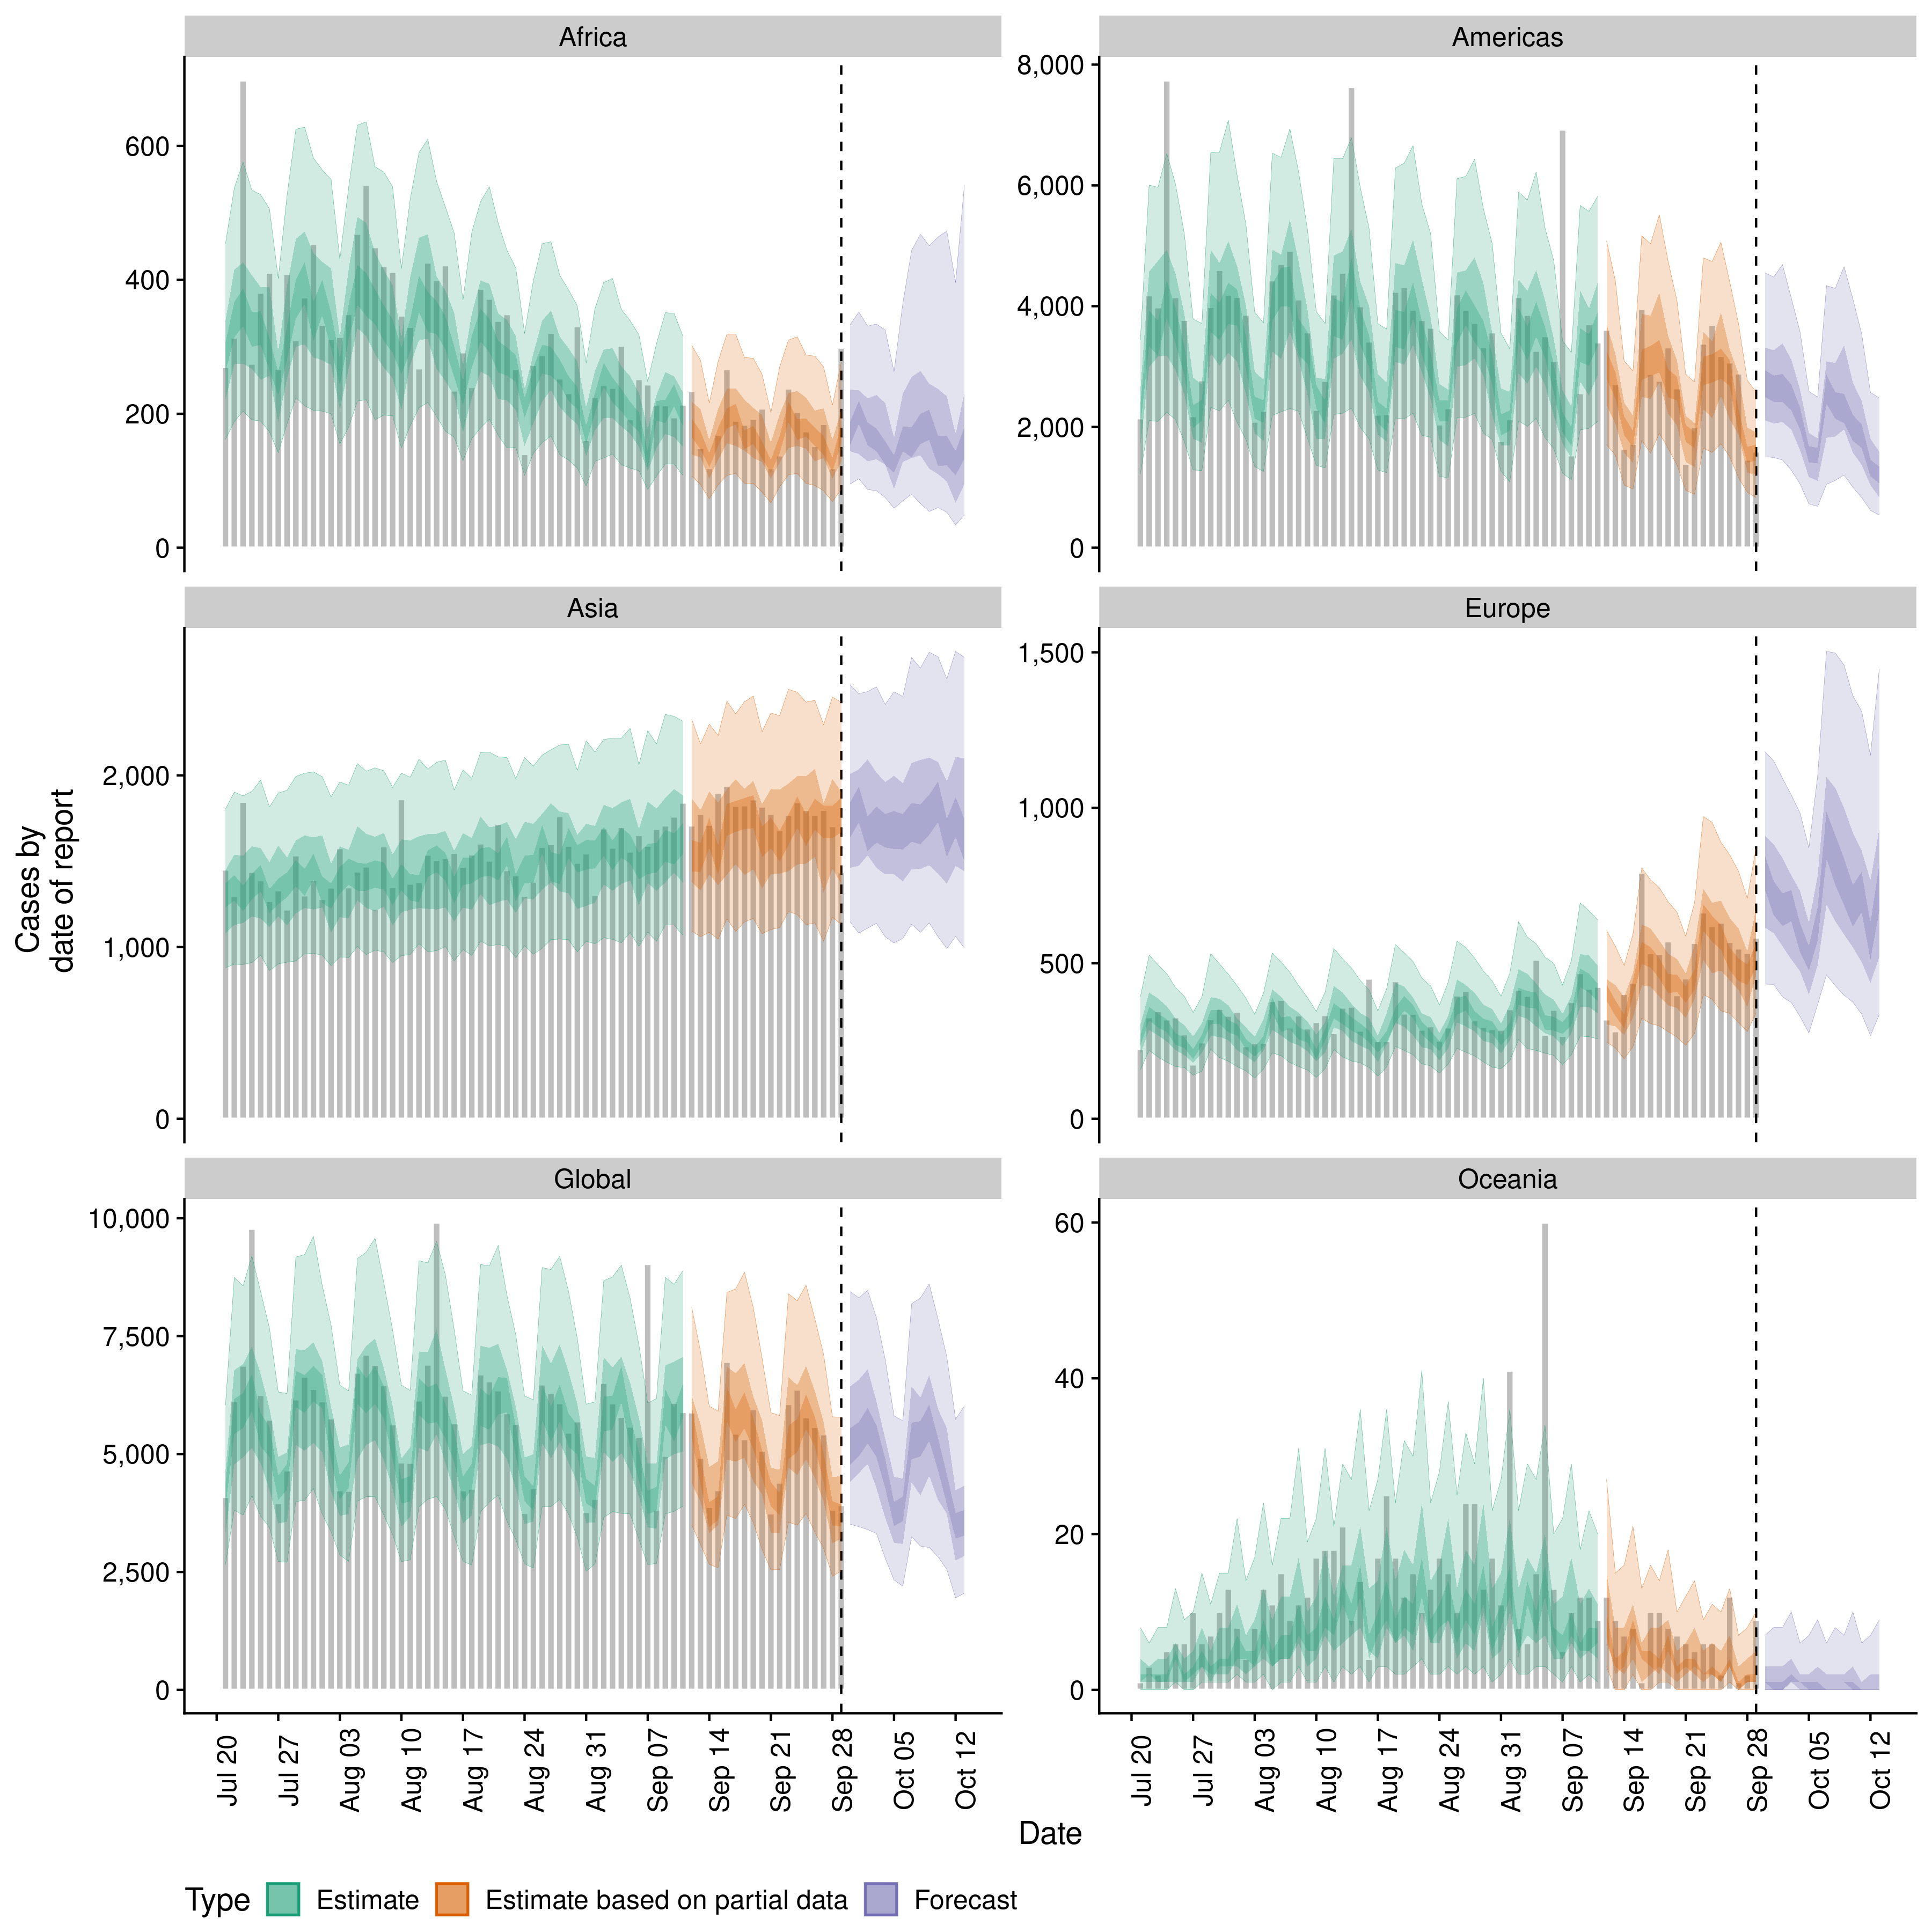 Africa
Americas
600
400
200
0
8,000
6,000
4,000
2,000
0
Asia
Europe
2,000
1,000
0
1,500
1,000
500
0
Cases by
date of report
Global
Oceania
10,000
7,500
5,000
2,500
0
60
40
20
0
Jul 20 Jul 27 Aug 03 Aug 10 Aug 17 Aug 24 Aug 31 Sep 07 Sep 14 Sep 21 Sep 28 Oct 05 Oct 12
Jul 20 Jul 27 Aug 03 Aug 10 Aug 17 Aug 24 Aug 31 Sep 07 Sep 14 Sep 21 Sep 28 Oct 05 Oct 12
Date
Type Estimate Estimate based on partial data Forecast